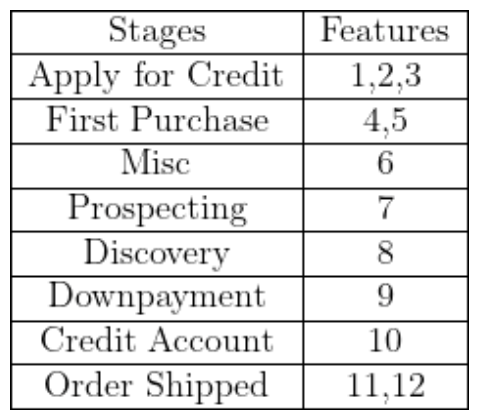 Stages Features
Apply for Credit 1,2,3
First Purchase 4,5
Misc 6
Prospecting 7
Discovery 8
Downpayment 9
Credit Account 10
Order Shipped 11,12